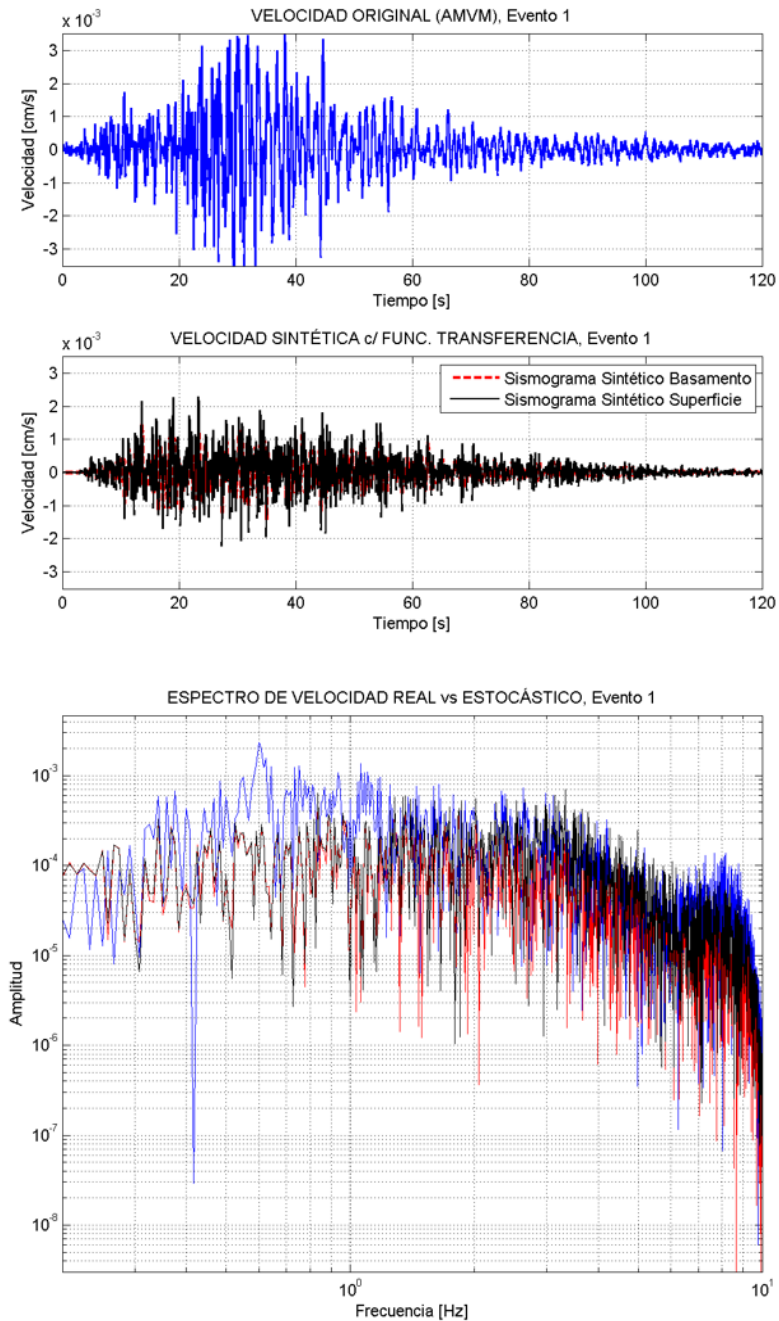 VELOCIDAD ORIGINAL (AMVM), Evento 1
x 10-3
3
2
1
0
-1
-2
-3
Velocidad [cm/s]
0 20 40 60 80 100 120
Tiempo [s]
VELOCIDAD SINTÉTICA c/ FUNC. TRANSFERENCIA, Evento 1
x 10-3
Sismograma Sintético Basamento
Sismograma Sintético Superficie
3
2
1
0
-1
-2
-3
Velocidad [cm/s]
0 20 40 60 80 100 120
Tiempo [s]
ESPECTRO DE VELOCIDAD REAL vs ESTOCÁSTICO, Evento 1
10-3
10-4
10-5
10-6
10-7
10-8
Amplitud
100 101
Frecuencia [Hz]